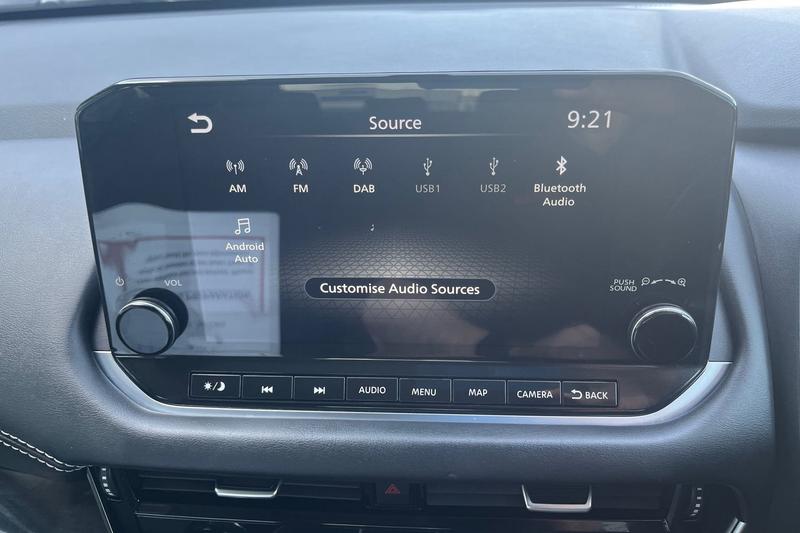 Source
9:21
AM
FM
DAB
USB1
USB2
Bluetooth
Audio
Android
Auto
Customise Audio Sources
VOL
PUSH
SOUND
AUDIO
MENU
MAP
CAMERA
BACK